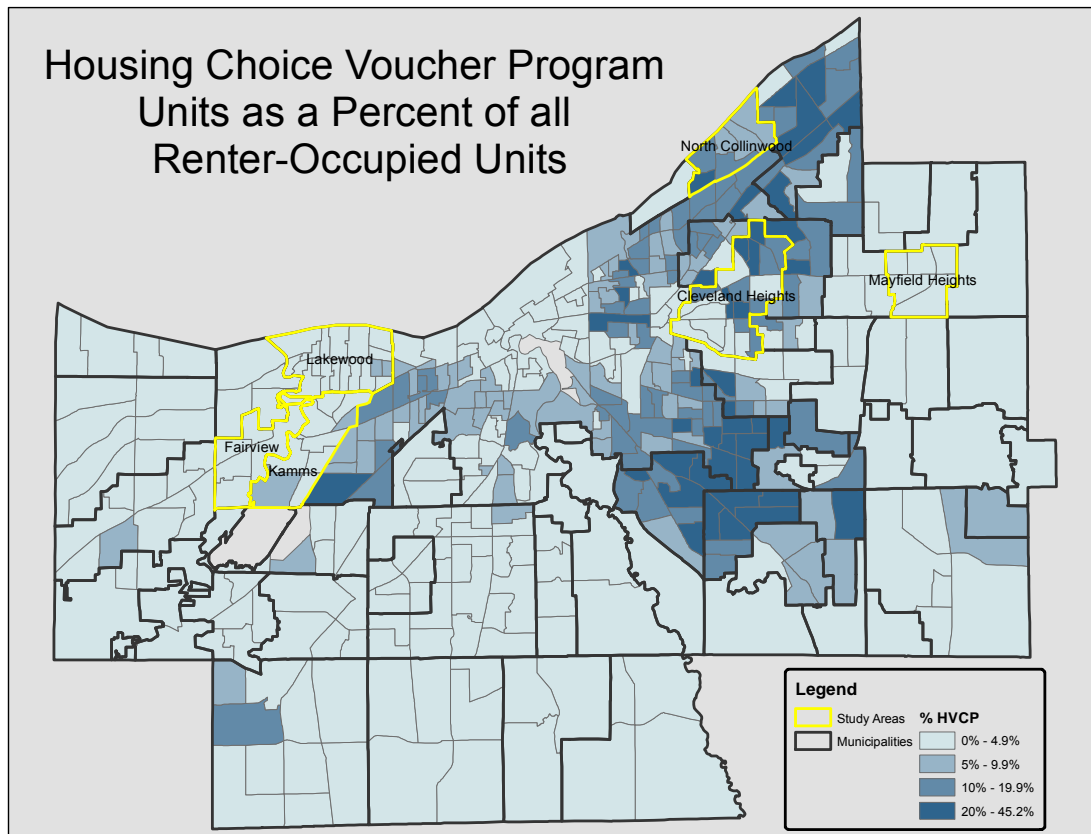 Housing Choice Voucher Program
Units as a Percent of all
Renter-Occupied Units
North Collinwood
Mayfield Heights
Cleveland Heights
Lakewood
Fairview
Kamms
Legend
Study Areas
Municipalities
% HVCP
0% - 4.9%
5% - 9.9%
10% - 19.9%
20% - 45.2%